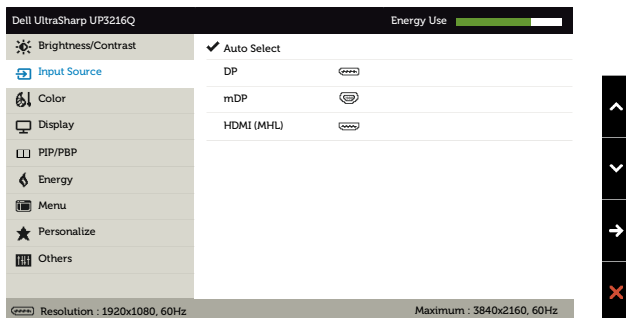 Dell UltraSharp UP3216Q Energy Use
Brightness/Contrast
Auto Select
Input Source
DP
Color
mDP
Display
HDMI (MHL)
PIP/PBP
Energy
Menu
Personalize
Others
Resolution : 1920x1080, 60Hz Maximum : 3840x2160, 60Hz